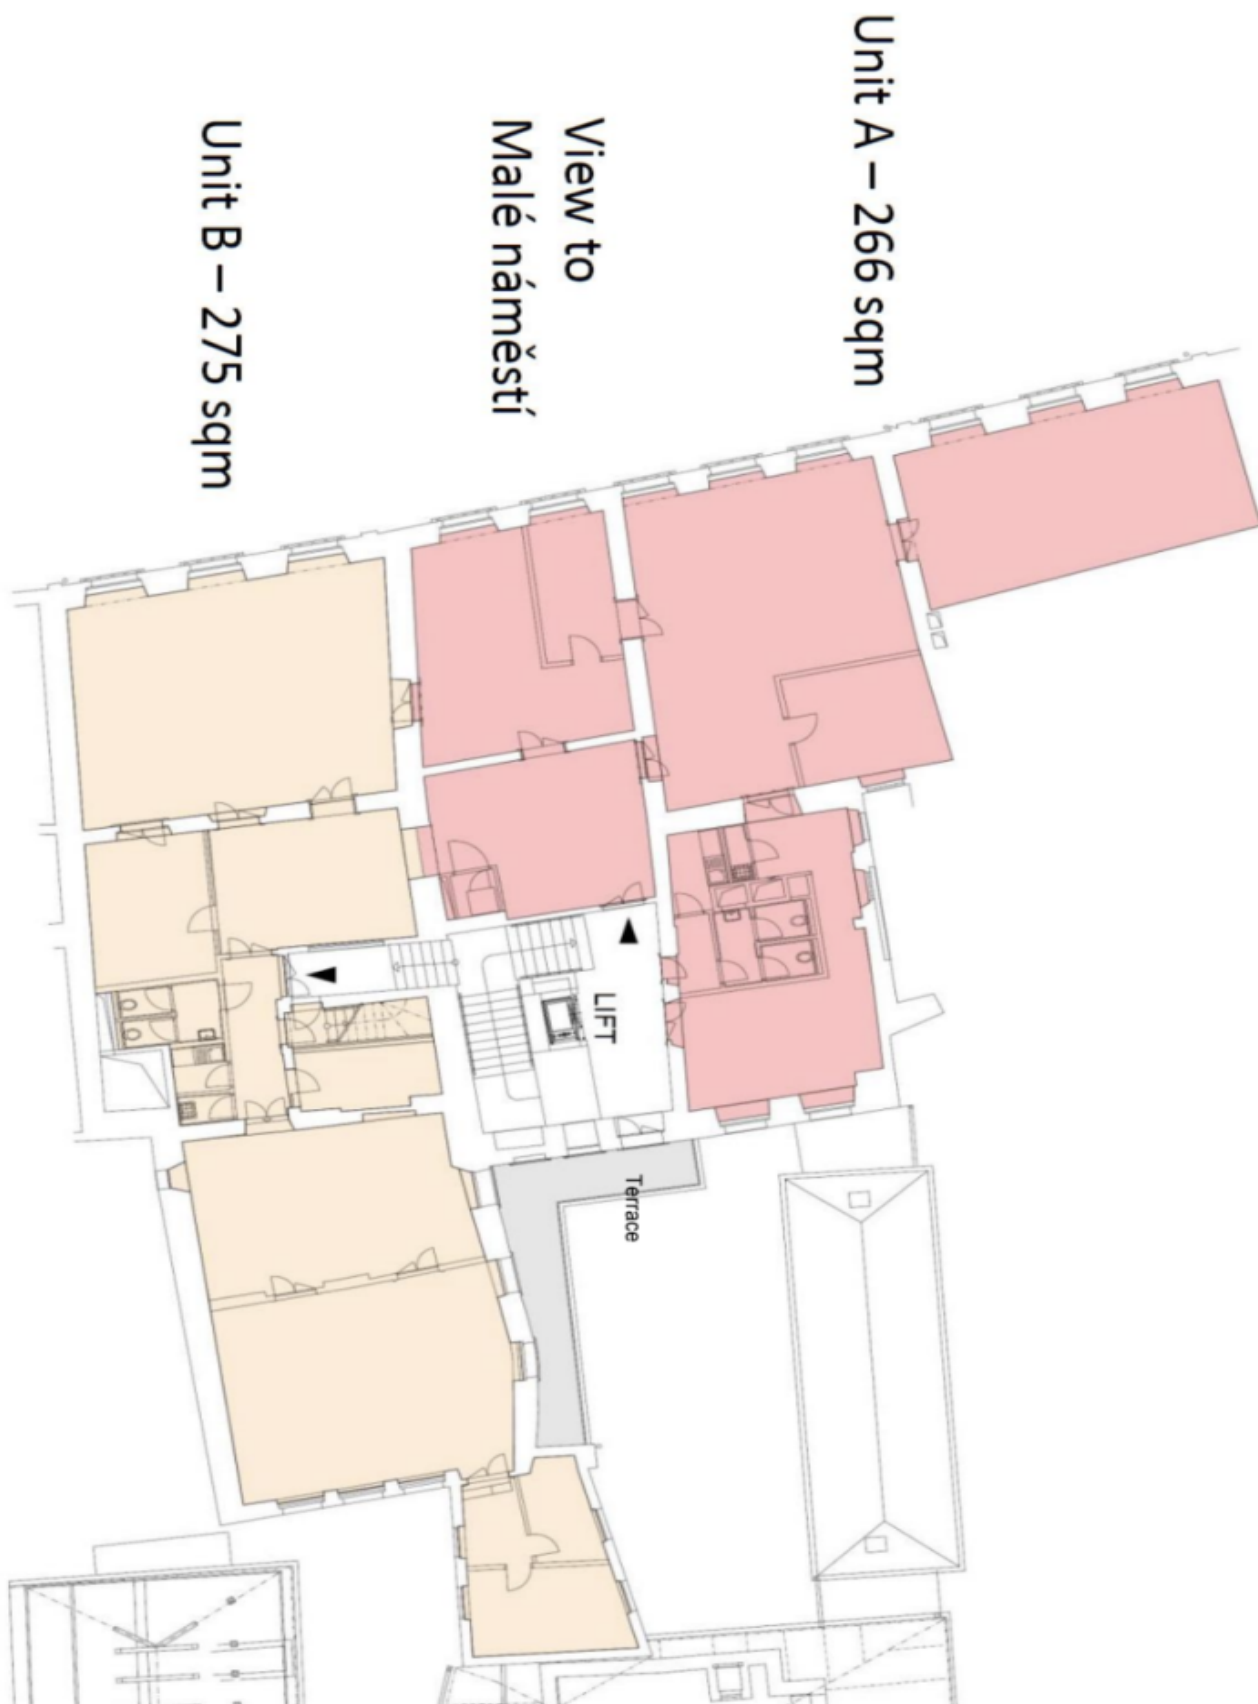 Unit A – 266 sqm
View to
Malé náměstí
Unit B – 275 sqm
LIFT
Terrace